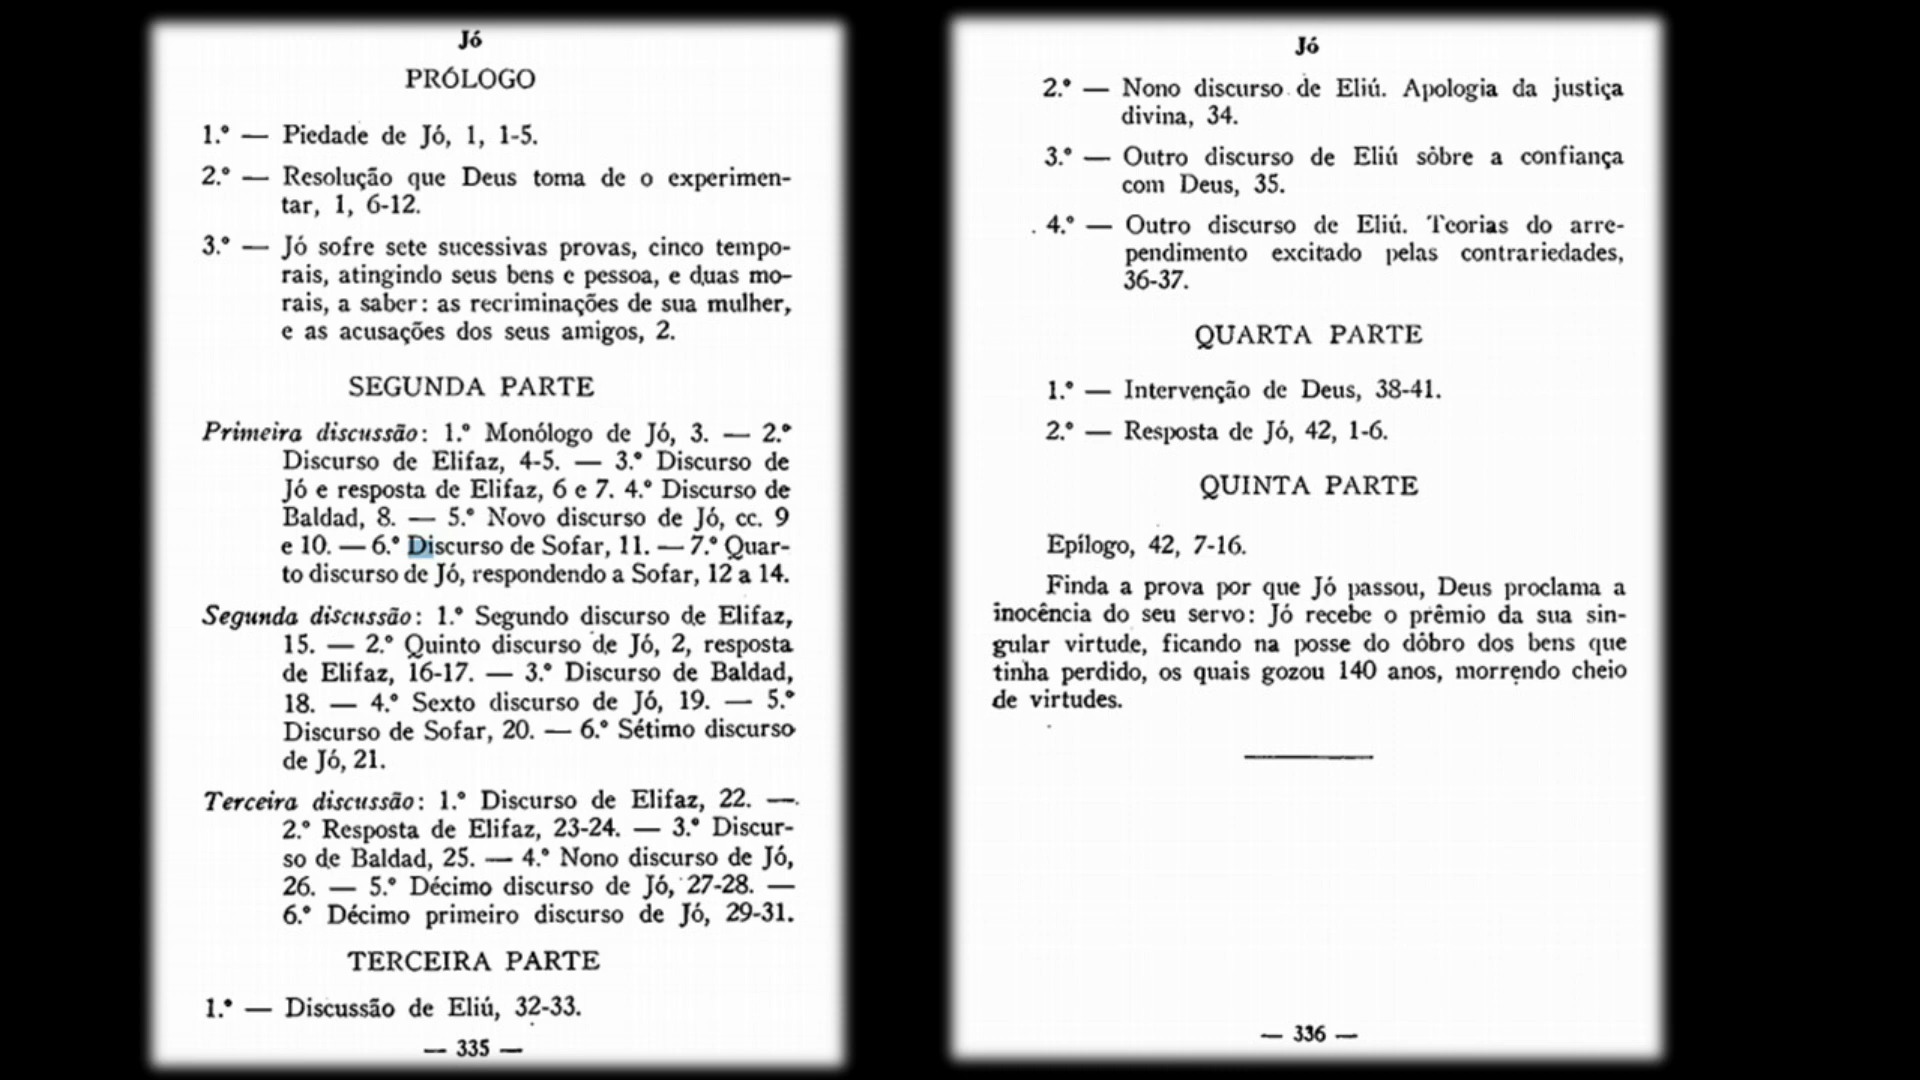 Jó
PRÓLOGO
1.º — Piedade de Jó, 1, 1-5.
2.º — Resolução que Deus toma de o experimen-
tar, 1, 6-12.
3.º — Jó sofre sete sucessivas provas, cinco tempo-
rais, atingindo seus bens e pessoa, e duas mo-
rais, a saber: as recriminações de sua mulher,
e as acusações dos seus amigos, 2.
SEGUNDA PARTE
Primeira discussão: 1.º Monólogo de Jó, 3. — 2.º
Discurso de Elifaz, 4-5. — 3.º Discurso de
Jó e resposta de Elifaz, 6 e 7. 4.º Discurso de
Baldad, 8. — 5.º Novo discurso de Jó, cc. 9
e 10. — 6.º Discurso de Sofar, 11. — 7.º Quar-
to discurso de Jó, respondendo a Sofar, 12 a 14.
Segunda discussão: 1.º Segundo discurso de Elifaz,
15. — 2.º Quinto discurso de Jó, 2, resposta
de Elifaz, 16-17. — 3.º Discurso de Baldad,
18. — 4.º Sexto discurso de Jó, 19. — 5.º
Discurso de Sofar, 20. — 6.º Sétimo discurso
de Jó, 21.
Terceira discussão: 1.º Discurso de Elifaz, 22. —
2.º Resposta de Elifaz, 23-24. — 3.º Discur-
so de Baldad, 25. — 4.º Nono discurso de Jó,
26. — 5.º Décimo discurso de Jó, 27-28. —
6.º Décimo primeiro discurso de Jó, 29-31.
TERCEIRA PARTE
1.º — Discussão de Eliú, 32-33.
— 335 —
Jó
2.º — Nono discurso de Eliú. Apologia da justiça
divina, 34.
3.º — Outro discurso de Eliú sôbre a confiança
com Deus, 35.
4.º — Outro discurso de Eliú. Teorias do arre-
pendimento excitado pelas contrariedades,
36-37.
QUARTA PARTE
1.º — Intervenção de Deus, 38-41.
2.º — Resposta de Jó, 42, 1-6.
QUINTA PARTE
Epílogo, 42, 7-16.
Finda a prova por que Jó passou, Deus proclama a
inocência do seu servo: Jó recebe o prêmio da sua sin-
gular virtude, ficando na posse do dôbro dos bens que
tinha perdido, os quais gozou 140 anos, morrendo cheio
de virtudes.
— 336 —